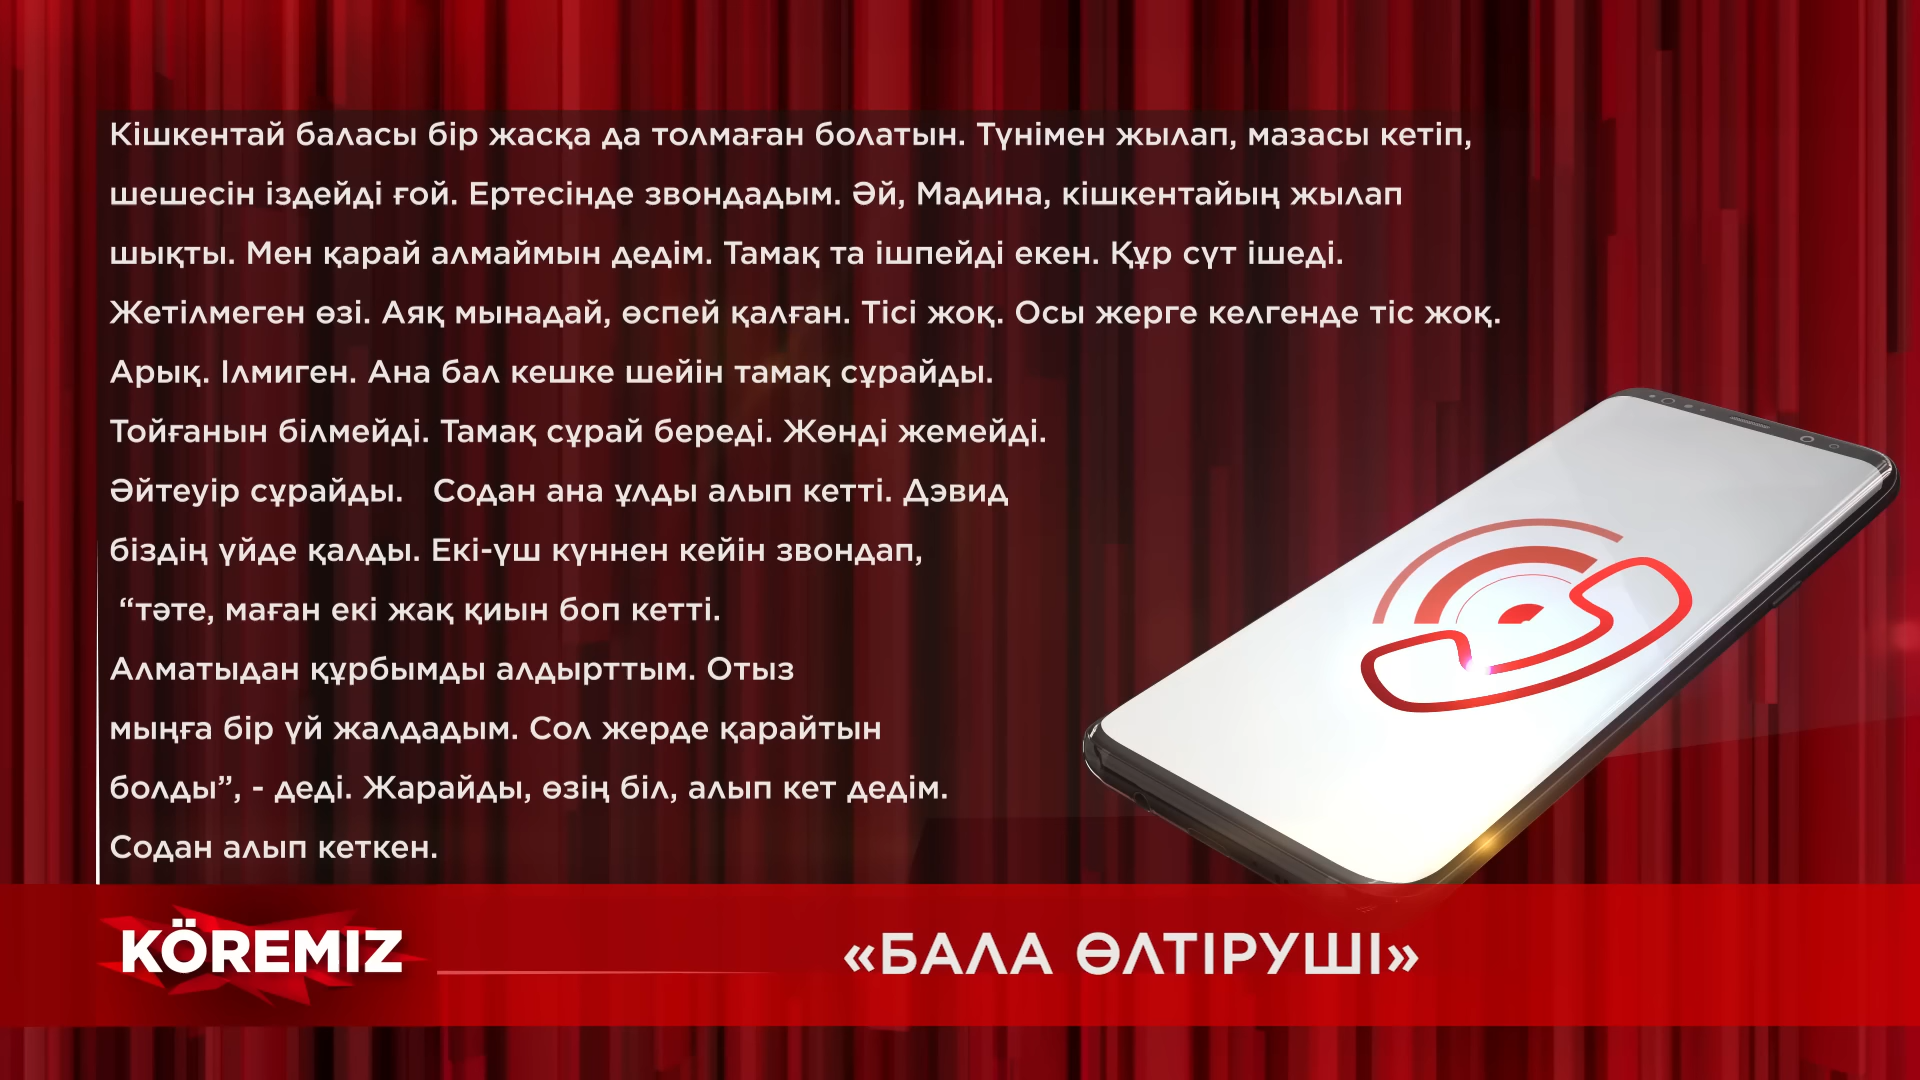 Кішкентай баласы бір жасқа да толмаған болатын. Түнімен жылап, мазасы кетіп,
шешесін іздейді ғой. Ертесінде звондадым. Әй, Мадина, кішкентайың жылап
шықты. Мен қарай алмаймын дедім. Тамақ та ішпейді екен. Құр сүт ішеді.
Жетілмеген өзі. Аяқ мынадай, өспей қалған. Тісі жоқ. Осы жерге келгенде тіс жоқ.
Арық. Ілмиген. Ана бал кешке шейін тамақ сұрайды.
Тойғанын білмейді. Тамақ сұрай береді. Жөнді жемейді.
Әйтеуір сұрайды. Содан ана ұлды алып кетті. Дэвид
біздің үйде қалды. Екі-үш күннен кейін звондап,
“тәте, маған екі жақ қиын боп кетті.
Алматыдан құрбымды алдырттым. Отыз
мыңға бір үй жалдадым. Сол жерде қарайтын
болды”, - деді. Жарайды, өзің біл, алып кет дедім.
Содан алып кеткен.
KÖREMIZ
«БАЛА ӨЛТІРУШІ»